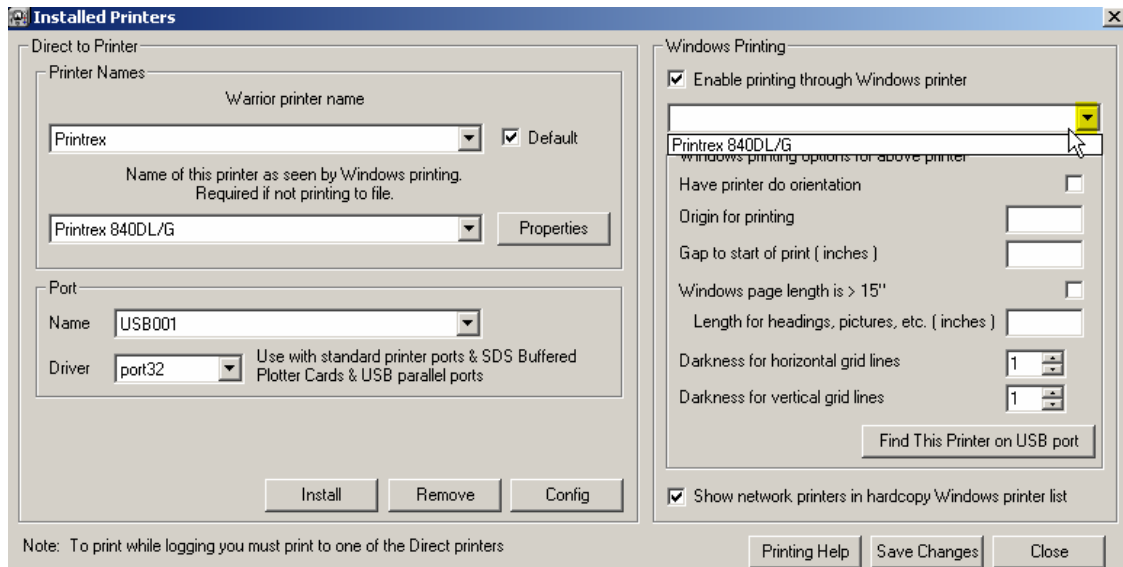 Installed Printers
Direct to Printer
Printer Names
Warrior printer name
Printrex
Default
Name of this printer as seen by Windows printing.
Required if not printing to file.
Printrex 840DL/G
Properties
Port
Name
USB001
Driver
port32
Use with standard printer ports & SDS Buffered
Plotter Cards & USB parallel ports
Install
Remove
Config
Windows Printing
Enable printing through Windows printer
Printrex 840DL/G
Windows printing options for above printer
Have printer do orientation
Origin for printing
Gap to start of print ( inches )
Windows page length is > 15"
Length for headings, pictures, etc. ( inches )
Darkness for horizontal grid lines
1
Darkness for vertical grid lines
1
Find This Printer on USB port
Show network printers in hardcopy Windows printer list
Note: To print while logging you must print to one of the Direct printers
Printing Help
Save Changes
Close